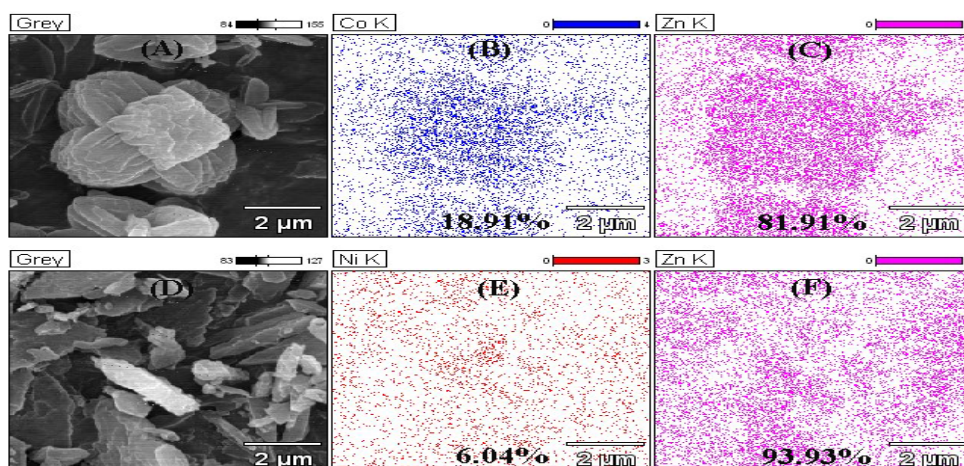 Grey 84 155 Co K 0 4 Zn K 0
(A) (B) (C)
2 μm 18.91% 2 μm 81.91% 2 μm
Grey 83 127 Ni K 0 3 Zn K 0
(D) (E) (F)
2 μm 6.04% 2 μm 93.93% 2 μm